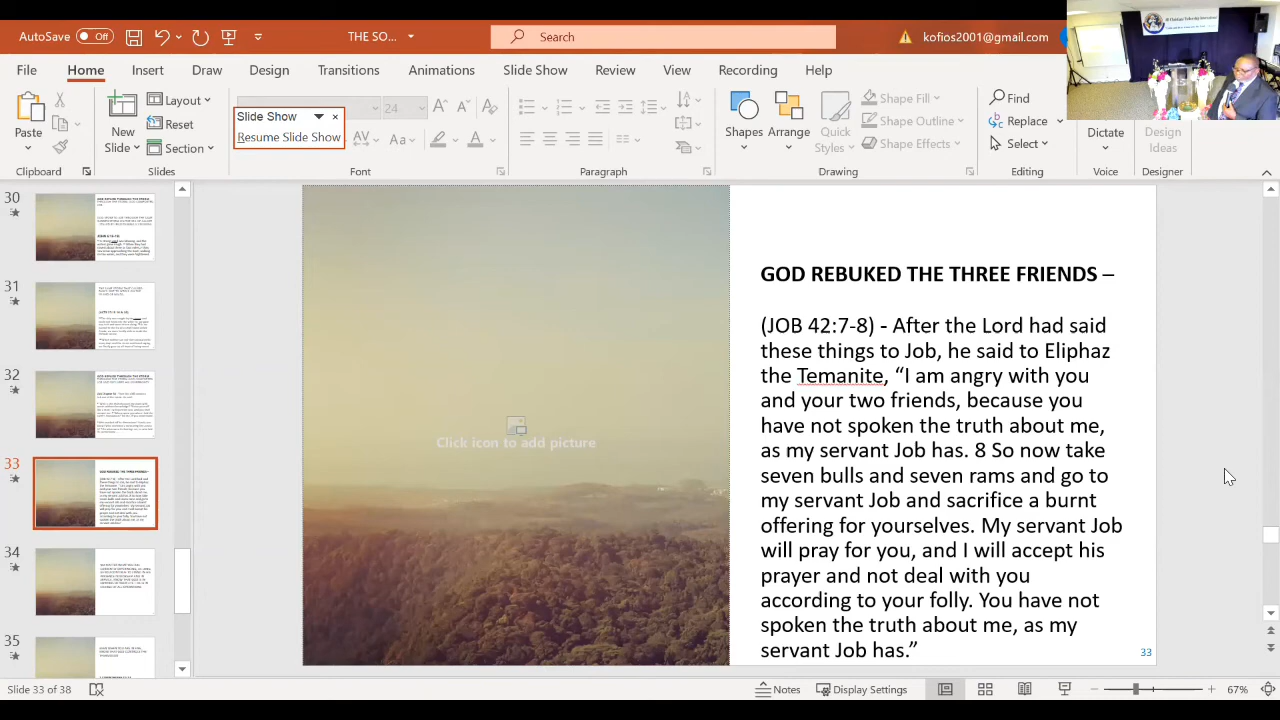 AutoSave Off
THE SO...
Search
kofios2001@gmail.com
File Home Insert Draw Design Transitions Animations Slide Show Review View Recording Help
Paste
Clipboard
New
Slide
Layout
Reset
Section
Slides
Slide Show
Resume Slide Show
24
Aa
Font
Paragraph
Shapes
Arrange
Quick
Styles
Shape Fill
Shape Outline
Shape Effects
Drawing
Find
Replace
Select
Editing
Dictate
Voice
Design
Ideas
Designer
30
31
32
33
34
35
Click icon to add picture
GOD REBUKED THE THREE FRIENDS –
(JOB 42:7-8) - After the Lord had said
these things to Job, he said to Eliphaz
the Temanite, “I am angry with you
and your two friends, because you
have not spoken the truth about me,
as my servant Job has. 8 So now take
seven bulls and seven rams and go to
my servant Job and sacrifice a burnt
offering for yourselves. My servant Job
will pray for you, and I will accept his
prayer and not deal with you
according to your folly. You have not
spoken the truth about me, as my
servant Job has.”
33
Slide 33 of 38
Notes
Display Settings
67%